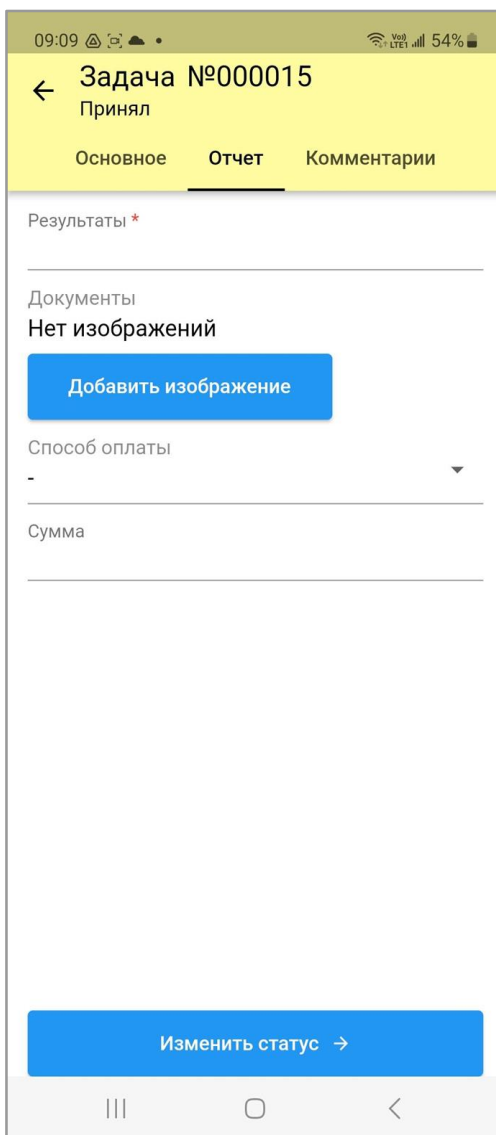 09:09 54%
Задача №000015
Принял
Основное Отчет Комментарии
Результаты *
Документы
Нет изображений
Добавить изображение
Способ оплаты
-
Сумма
Изменить статус →